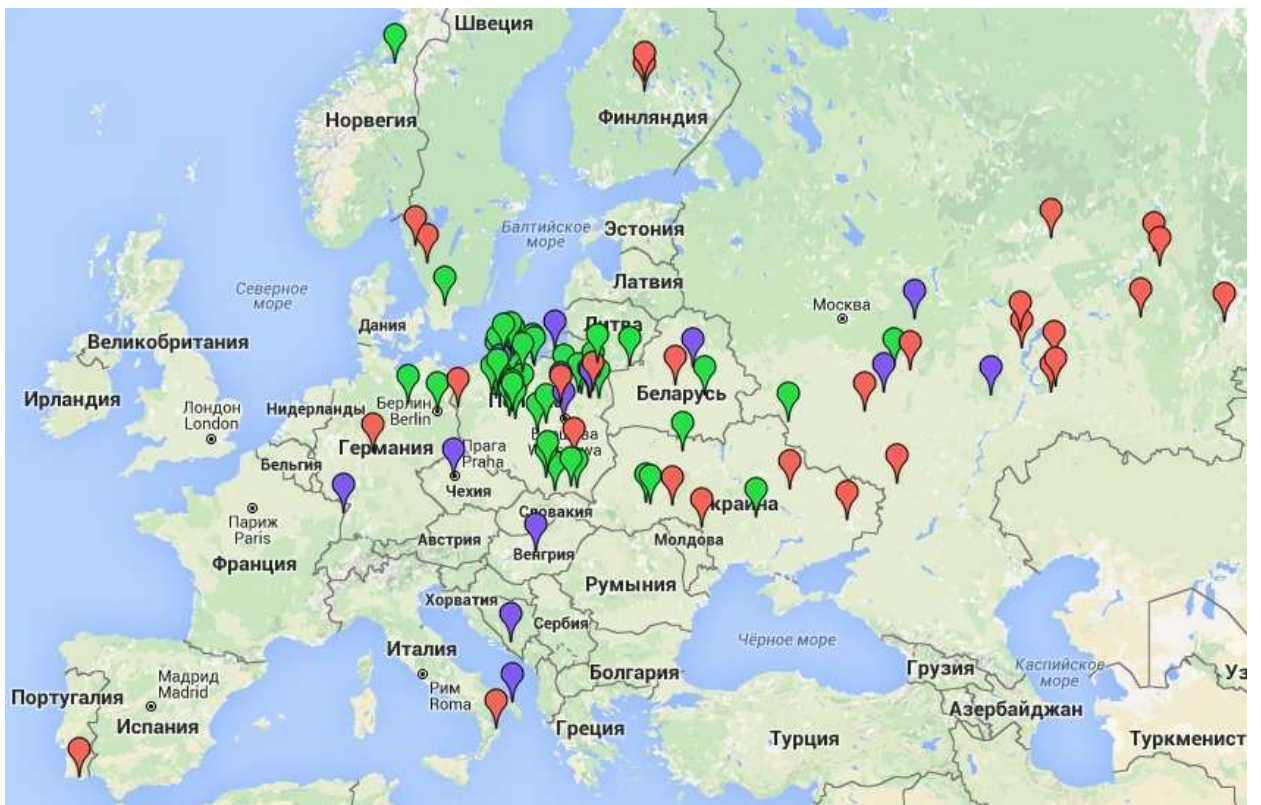 Швеция
Норвегия
Финляндия
Балтийское
море
Эстония
Латвия
Северное
море
Москва
Дания
Литва
Великобритания
Ирландия
Лондон
London
Нидерланды
Берлин
Berlin
Беларусь
Германия
Бельгия
Прага
Praha
Чехия
Париж
Paris
Словакия
Украина
Австрия
Венгрия
Молдова
Франция
Румыния
Хорватия
Сербия
Италия
Чёрное море
Болгария
Грузия
Каспийское
море
Мадрид
Madrid
Португалия
Рим
Roma
Испания
Греция
Турция
Азербайджан
Уз
Туркменист